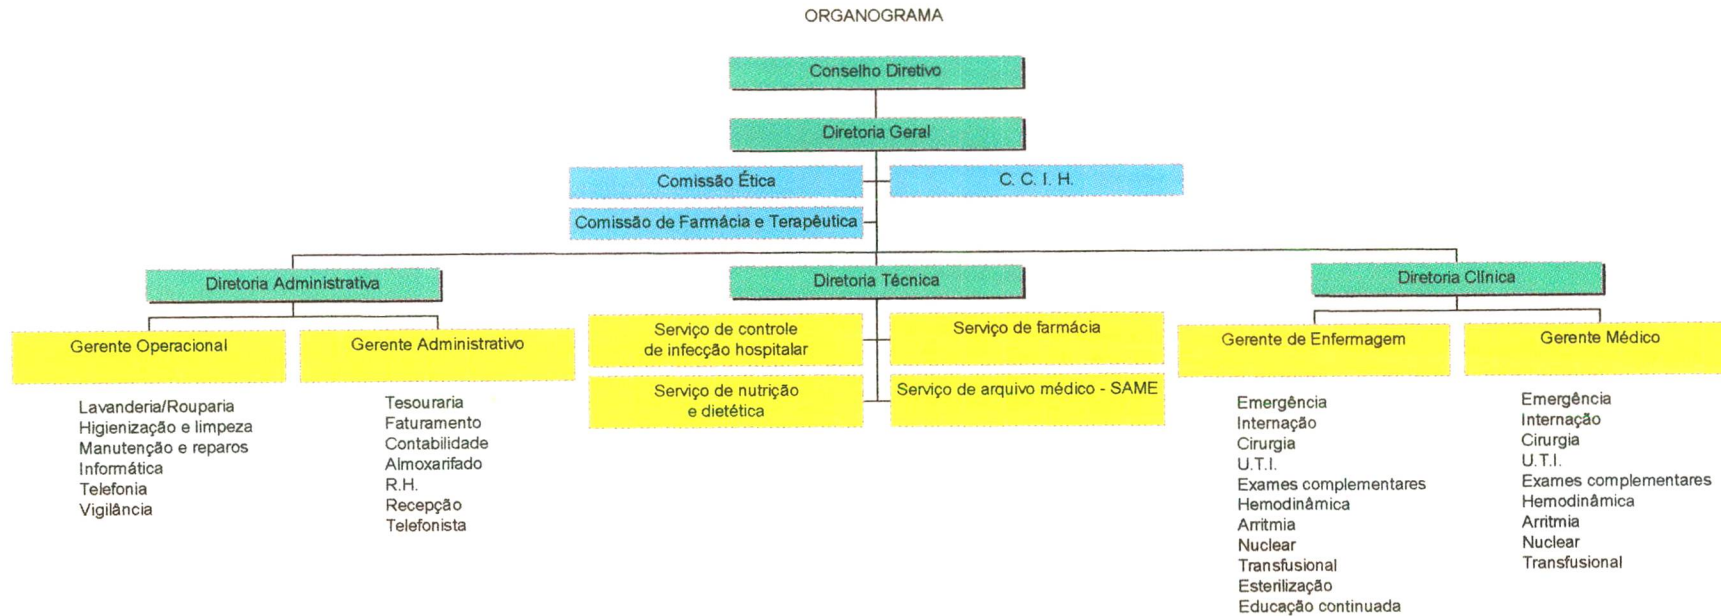 ORGANOGRAMA
Conselho Diretivo
Diretoria Geral
Comissão Ética
C. C. I. H.
Comissão de Farmácia e Terapêutica
Diretoria Administrativa
Diretoria Técnica
Diretoria Clínica
Gerente Operacional
Lavanderia/Rouparia
Higienização e limpeza
Manutenção e reparos
Informática
Telefonia
Vigilância
Gerente Administrativo
Tesouraria
Faturamento
Contabilidade
Almoxarifado
R.H.
Recepção
Telefonista
Serviço de controle
de infecção hospitalar
Serviço de farmácia
Serviço de nutrição
e dietética
Serviço de arquivo médico - SAME
Gerente de Enfermagem
Emergência
Internação
Cirurgia
U.T.I.
Exames complementares
Hemodinâmica
Arritmia
Nuclear
Transfusional
Esterilização
Educação continuada
Gerente Médico
Emergência
Internação
Cirurgia
U.T.I.
Exames complementares
Hemodinâmica
Arritmia
Nuclear
Transfusional